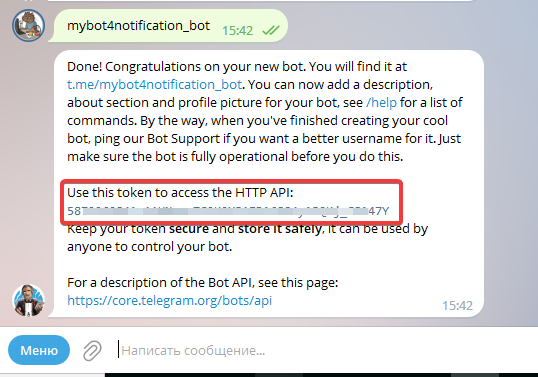 mybot4notification_bot
15:42
Done! Congratulations on your new bot. You will find it at
t.me/mybot4notification_bot. You can now add a description,
about section and profile picture for your bot, see /help for a list of
commands. By the way, when you've finished creating your cool
bot, ping our Bot Support if you want a better username for it. Just
make sure the bot is fully operational before you do this.
Use this token to access the HTTP API:
Keep your token secure and store it safely, it can be used by
anyone to control your bot.
For a description of the Bot API, see this page:
https://core.telegram.org/bots/api
15:42
Меню
Написать сообщение...